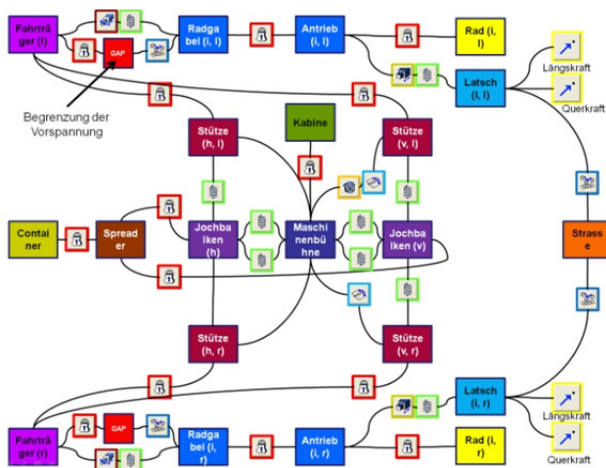 Fahrträ
ger (l)
GAP
Radga
bel (i, l)
Antrieb
(i, l)
Rad (i,
l)
Längskraft
Latsch
(i, l)
Querkraft
Begrenzung der
Vorspannung
Stütze
(h, l)
Kabine
Stütze
(v, l)
Contai
ner
Spread
er
Jochba
lken
(h)
Maschi
nenbü
hne
Jochba
lken (v)
Strass
e
Stütze
(h, r)
Stütze
(v, r)
Latsch
(i, r)
Längskraft
Fahrträ
ger (r)
GAP
Radga
bel (i,
r)
Antrieb
(i, r)
Rad (i,
r)
Querkraft